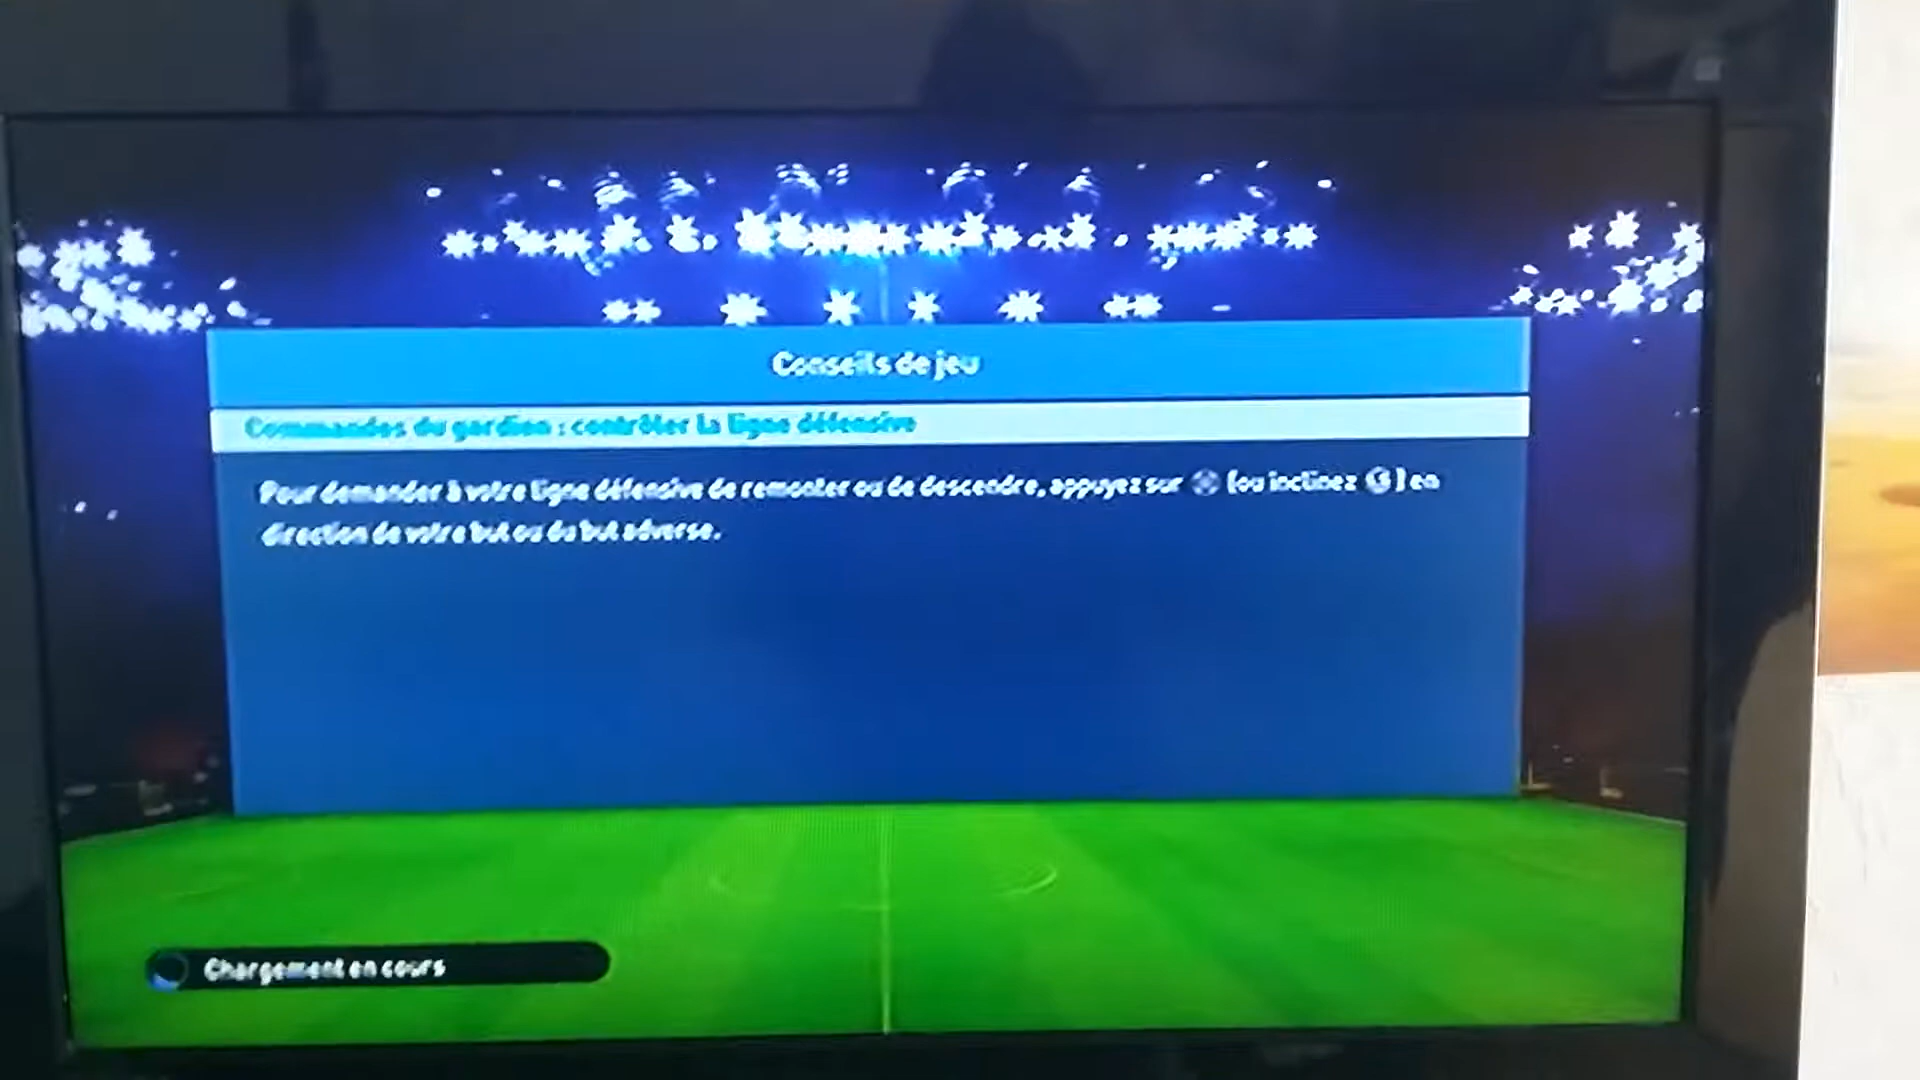 Conseils de jeu
Commandes du gardien : contrôler la ligne défensive
Pour demander à votre ligne défensive de remonter ou de descendre, appuyez sur (ou inclinez ) en
direction de votre but ou du but adverse.
Chargement en cours